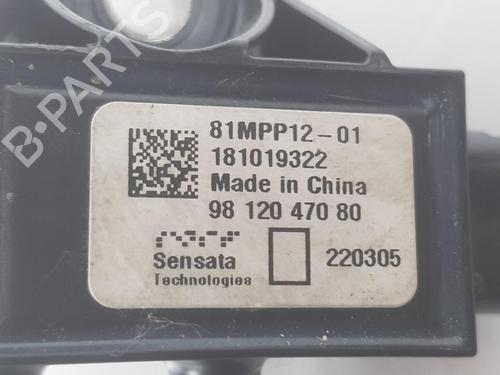 B-PARTS
81MPP12-01
181019322
Made in China
98 120 470 80
Sensata 220305
Technologies